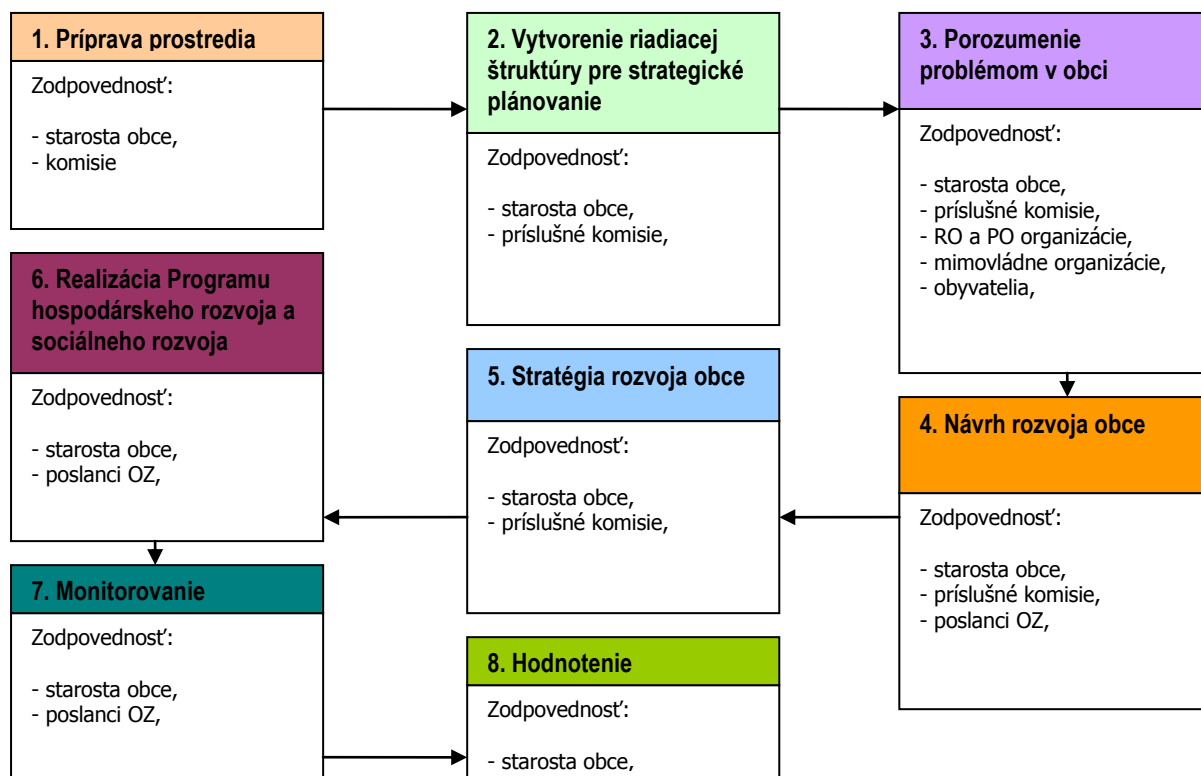 1. Príprava prostredia
Zodpovednosť:
- starosta obce,
- komisie
2. Vytvorenie riadiacej
štruktúry pre strategické
plánovanie
Zodpovednosť:
- starosta obce,
- príslušné komisie,
3. Porozumenie
problémom v obci
Zodpovednosť:
- starosta obce,
- príslušné komisie,
- RO a PO organizácie,
- mimovládne organizácie,
- obyvatelia,
4. Návrh rozvoja obce
Zodpovednosť:
- starosta obce,
- príslušné komisie,
- poslanci OZ,
5. Stratégia rozvoja obce
Zodpovednosť:
- starosta obce,
- príslušné komisie,
6. Realizácia Programu
hospodárskeho rozvoja a
sociálneho rozvoja
Zodpovednosť:
- starosta obce,
- poslanci OZ,
7. Monitorovanie
Zodpovednosť:
- starosta obce,
- poslanci OZ,
8. Hodnotenie
Zodpovednosť:
- starosta obce,